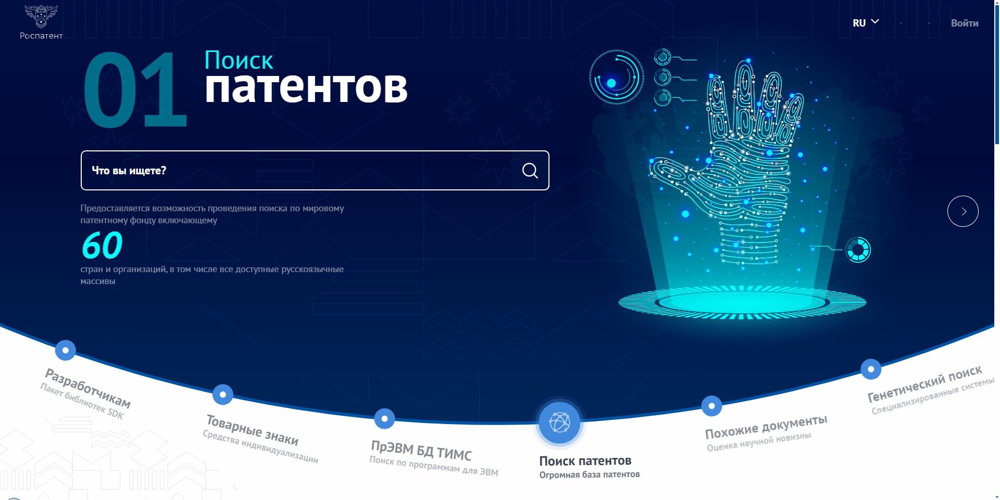 Роспатент
RU
Войти
01
Поиск
патентов
Что вы ищете?
Предоставляется возможность проведения поиска по мировому
патентному фонду включающему
60
стран и организаций, в том числе все доступные русскоязычные
массивы
Разработчикам
Пакет библиотек SDK
Товарные знаки
Средства индивидуализации
ПрЭВМ БД ТИМС
Поиск по программам для ЭВМ
Поиск патентов
Огромная база патентов
Похожие документы
Оценка научной новизны
Генетический поиск
Специализированные системы